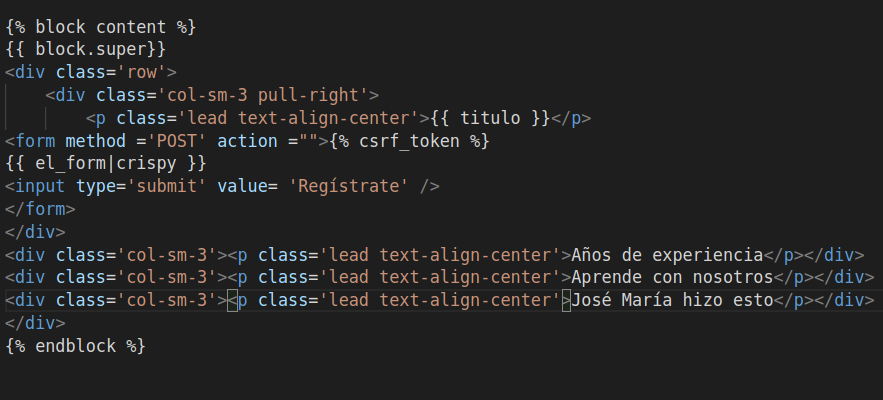 {% block content %}
{{ block.super}}
<div class='row'>
    <div class='col-sm-3 pull-right'>
        <p class='lead text-align-center'>{{ titulo }}</p>
<form method ='POST' action ="">{% csrf_token %}
{{ el_form|crispy }}
<input type='submit' value= 'Regístrate' />
</form>
</div>
<div class='col-sm-3'><p class='lead text-align-center'>Años de experiencia</p></div>
<div class='col-sm-3'><p class='lead text-align-center'>Aprende con nosotros</p></div>
<div class='col-sm-3'><p class='lead text-align-center'>José María hizo esto</p></div>
</div>
{% endblock %}